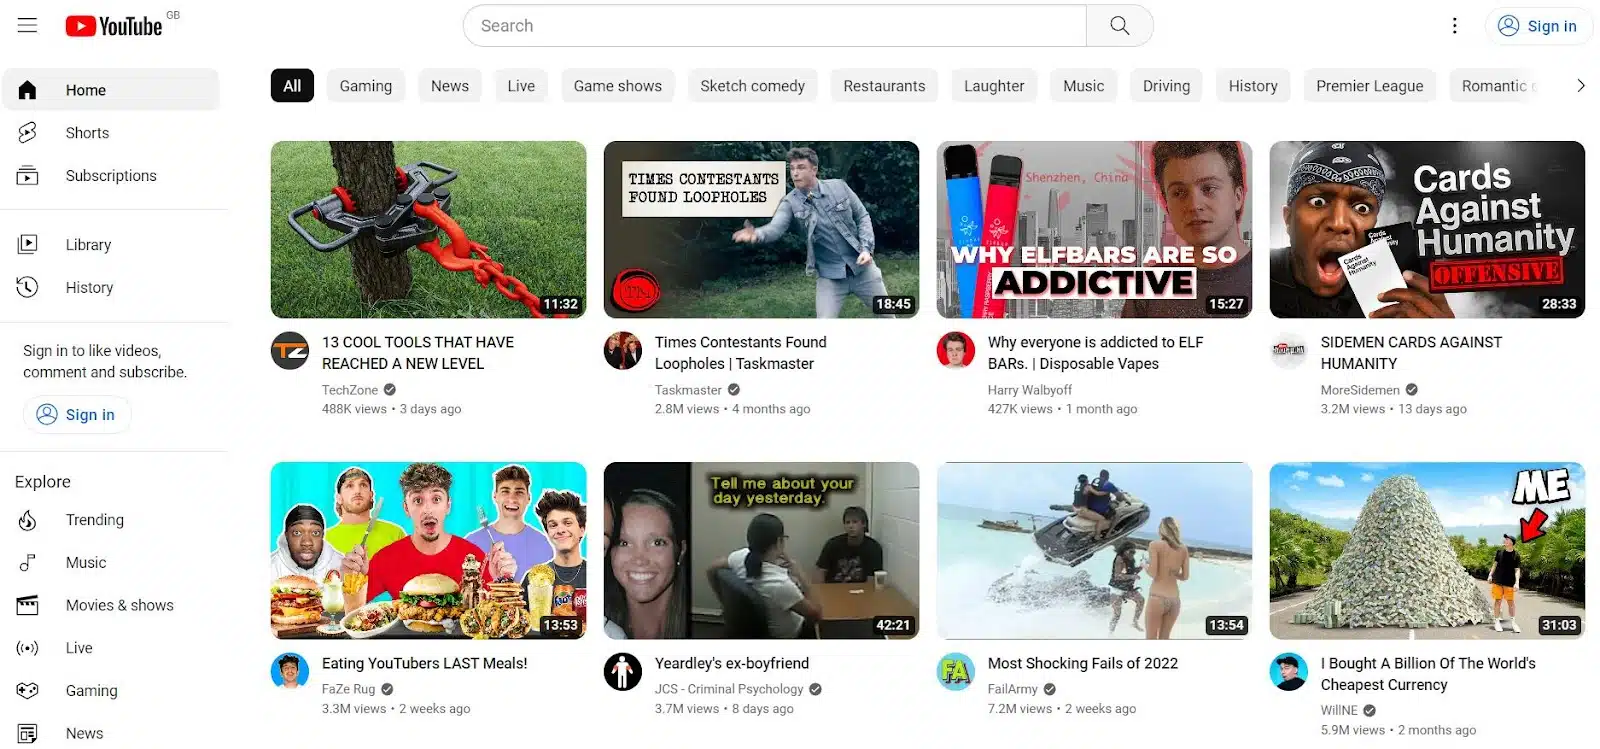 YouTube GB
Search
Sign in
Home
Shorts
Subscriptions
Library
History
Sign in to like videos,
comment and subscribe.
Sign in
Explore
Trending
Music
Movies & shows
Live
Gaming
News
All
Gaming
News
Live
Game shows
Sketch comedy
Restaurants
Laughter
Music
Driving
History
Premier League
Romantic
11:32
13 COOL TOOLS THAT HAVE
REACHED A NEW LEVEL
TechZone
488K views • 3 days ago
TIMES CONTESTANTS
FOUND LOOPHOLES
TM
18:45
Times Contestants Found
Loopholes | Taskmaster
Taskmaster
2.8M views • 4 months ago
Shenzhen, China
WHY ELFBARS ARE SO
ADDICTIVE
15:27
Why everyone is addicted to ELF
BARs. | Disposable Vapes
Harry Walbyoff
427K views • 1 month ago
Cards
Against
Humanity
OFFENSIVE
Cards
Against
Humanity
Cards
Against
Humanity
28:33
SIDEMEN CARDS AGAINST
HUMANITY
MoreSidemen
3.2M views • 13 days ago
13:53
Eating YouTubers LAST Meals!
FaZe Rug
3.3M views • 2 weeks ago
Tell me about your
day yesterday.
42:21
Yeardley's ex-boyfriend
JCS - Criminal Psychology
3.7M views • 8 days ago
13:54
FA
Most Shocking Fails of 2022
FailArmy
7.2M views • 2 weeks ago
ME
31:03
I Bought A Billion Of The World's
Cheapest Currency
WillNE
5.9M views • 2 months ago